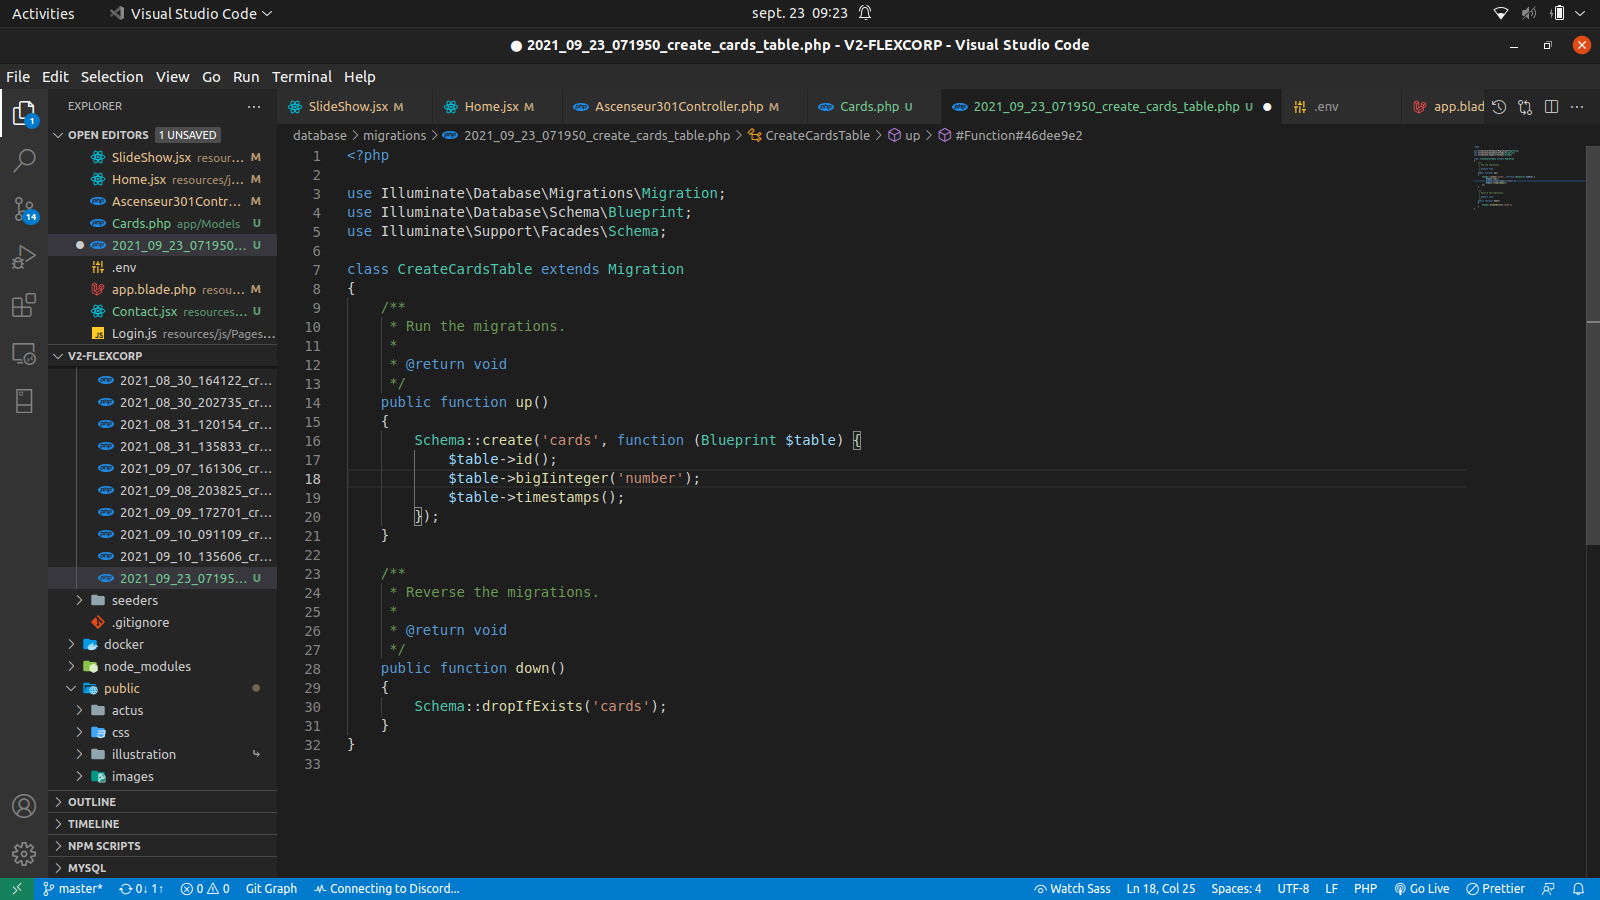 Activities Visual Studio Code sept. 23 09:23
● 2021_09_23_071950_create_cards_table.php - V2-FLEXCORP - Visual Studio Code
File Edit Selection View Go Run Terminal Help
EXPLORER ...
SlideShow.jsx M Home.jsx M Ascenseur301Controller.php M Cards.php U 2021_09_23_071950_create_cards_table.php U .env app.blad
database > migrations > 2021_09_23_071950_create_cards_table.php > CreateCardsTable > up > #Function#46dee9e2
OPEN EDITORS 1 UNSAVED
SlideShow.jsx resour... M
Home.jsx resources/j... M
Ascenseur301Contr... M
Cards.php app/Models U
2021_09_23_071950... U
.env
app.blade.php resou... M
Contact.jsx resources... U
Login.js resources/js/Pages...
V2-FLEXCORP
2021_08_30_164122_cr...
2021_08_30_202735_cr...
2021_08_31_120154_cr...
2021_08_31_135833_cr...
2021_09_07_161306_cr...
2021_09_08_203825_cr...
2021_09_09_172701_cr...
2021_09_10_091109_cr...
2021_09_10_135606_cr...
2021_09_23_07195... U
seeders
.gitignore
docker
node_modules
public
actus
css
illustration
images
OUTLINE
TIMELINE
NPM SCRIPTS
MYSQL
1
14
1 <?php
2
3 use Illuminate\Database\Migrations\Migration;
4 use Illuminate\Database\Schema\Blueprint;
5 use Illuminate\Support\Facades\Schema;
6
7 class CreateCardsTable extends Migration
8 {
9 /**
10 * Run the migrations.
11 *
12 * @return void
13 */
14 public function up()
15 {
16 Schema::create('cards', function (Blueprint $table) {
17 $table->id();
18 $table->bigIinteger('number');
19 $table->timestamps();
20 });
21 }
22
23 /**
24 * Reverse the migrations.
25 *
26 * @return void
27 */
28 public function down()
29 {
30 Schema::dropIfExists('cards');
31 }
32 }
33
master* 0↓ 1↑ 0 0 Git Graph Connecting to Discord... Watch Sass Ln 18, Col 25 Spaces: 4 UTF-8 LF PHP Go Live Prettier